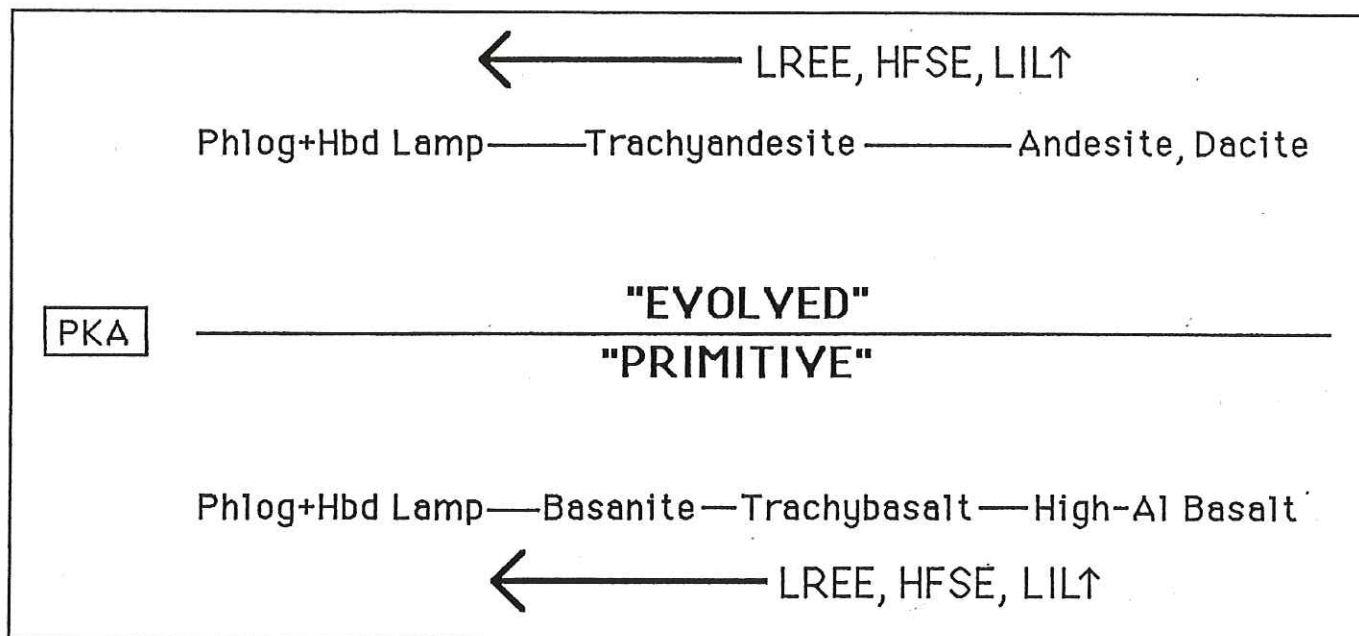 LREE, HFSE, LIL↑
Phlog+Hbd Lamp——Trachyandesite ——— Andesite, Dacite
"EVOLVED"
PKA
"PRIMITIVE"
Phlog+Hbd Lamp—Basanite—Trachybasalt—High-Al Basalt
LREE, HFSE, LIL↑